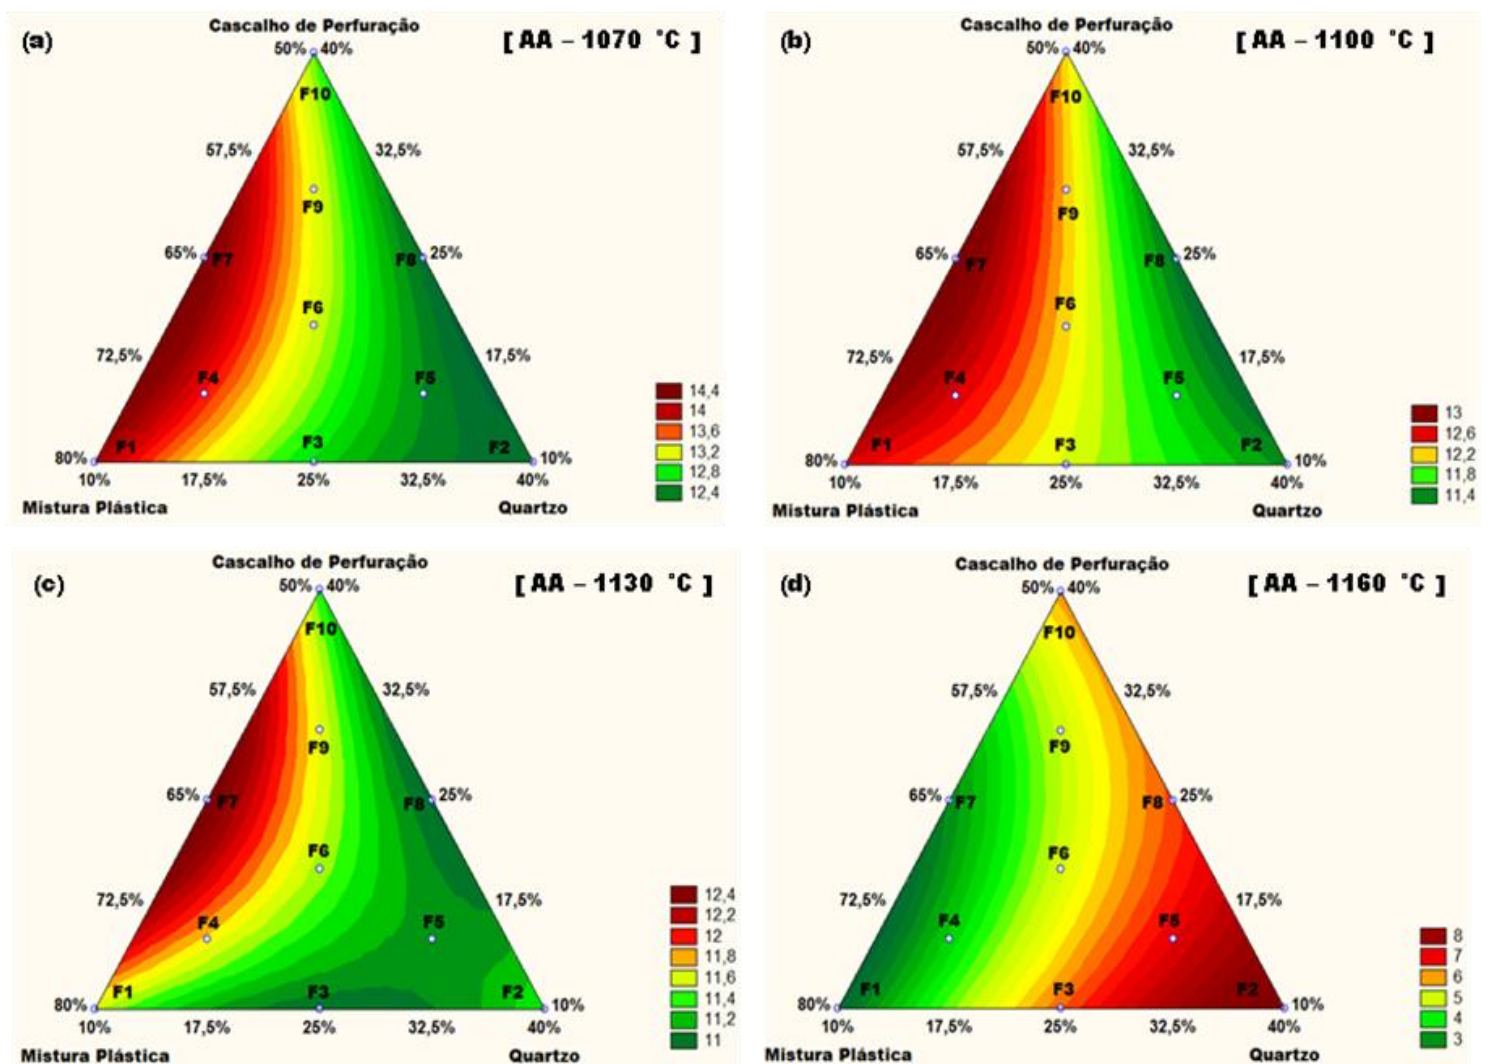 (a)
Cascalho de Perfuração
[ AA – 1070 °C ]
50% 40%
F10
57,5% 32,5%
F9
65% F7 F8 25%
F6
72,5% 17,5%
F4 F5
14,4
14
13,6
13,2
12,8
12,4
F1 F3 F2
80% 10%
10% 17,5% 25% 32,5% 40%
Mistura Plástica Quartzo
(b)
Cascalho de Perfuração
[ AA – 1100 °C ]
50% 40%
F10
57,5% 32,5%
F9
65% F7 F8 25%
F6
72,5% 17,5%
F4 F5
13
12,6
12,2
11,8
11,4
F1 F3 F2
80% 10%
10% 17,5% 25% 32,5% 40%
Mistura Plástica Quartzo
(c)
Cascalho de Perfuração
[ AA – 1130 °C ]
50% 40%
F10
57,5% 32,5%
F9
65% F7 F8 25%
F6
72,5% 17,5%
F4 F5
12,4
12,2
12
11,8
11,6
11,4
11,2
11
F1 F3 F2
80% 10%
10% 17,5% 25% 32,5% 40%
Mistura Plástica Quartzo
(d)
Cascalho de Perfuração
[ AA – 1160 °C ]
50% 40%
F10
57,5% 32,5%
F9
65% F7 F8 25%
F6
72,5% 17,5%
F4 F5
8
7
6
5
4
3
F1 F3 F2
80% 10%
10% 17,5% 25% 32,5% 40%
Mistura Plástica Quartzo